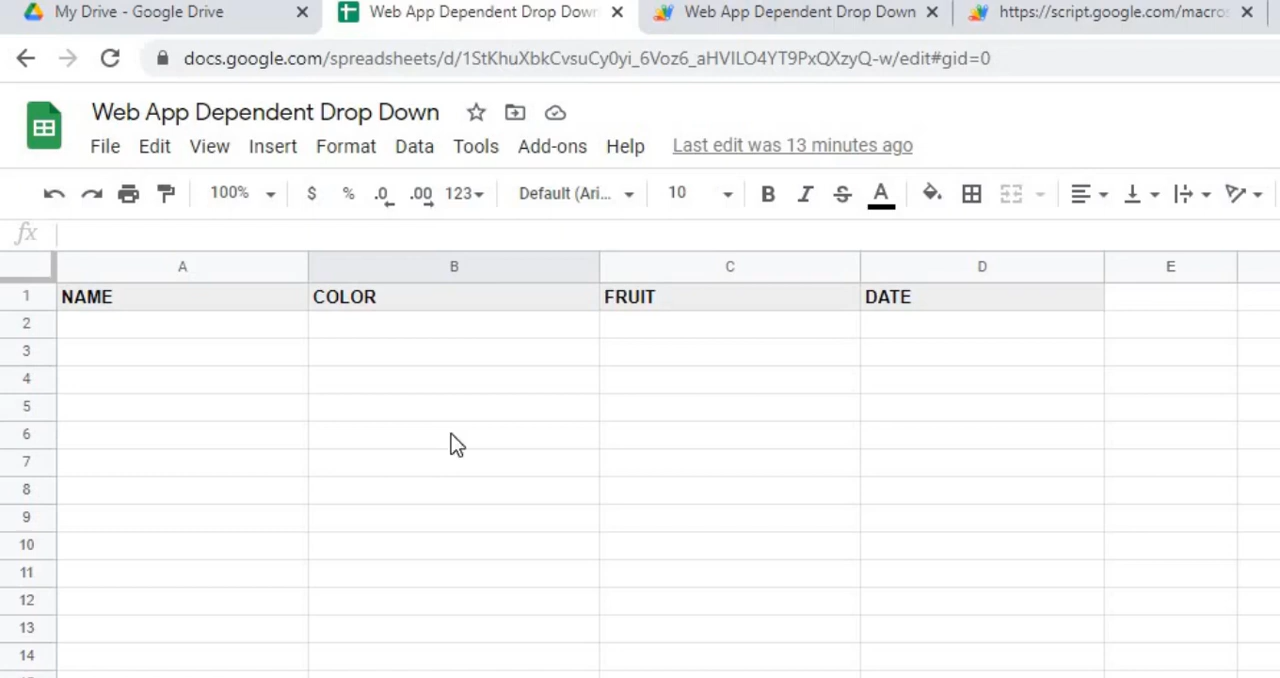 My Drive - Google Drive
Web App Dependent Drop Down
Web App Dependent Drop Down
https://script.google.com/macros
docs.google.com/spreadsheets/d/1StKhuXbkCvsuCy0yi_6Voz6_aHVILO4YT9PxQXzyQ-w/edit#gid=0
Web App Dependent Drop Down
File Edit View Insert Format Data Tools Add-ons Help Last edit was 13 minutes ago
100% $ % .0 .00 123 Default (Ari... 10 B I S A
fx
A B C D E
1 NAME COLOR FRUIT DATE
2
3
4
5
6
7
8
9
10
11
12
13
14